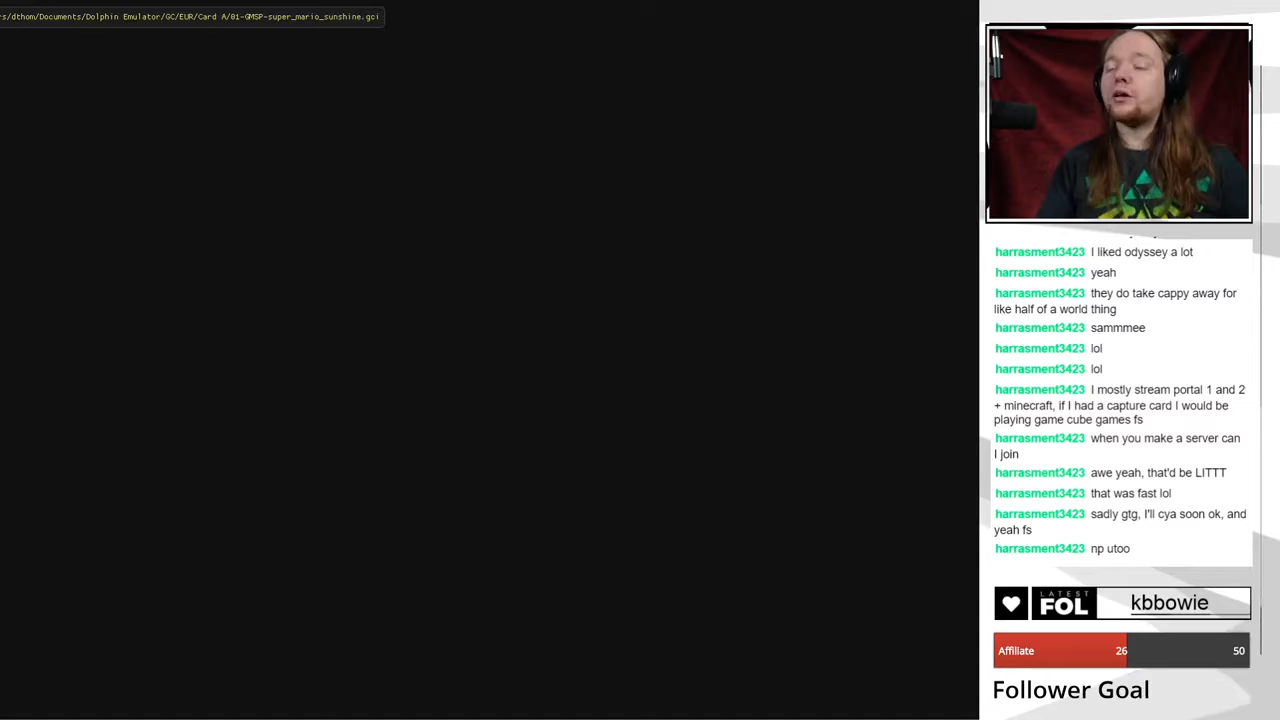 rs/dthom/Documents/Dolphin Emulator/GC/EUR/Card A/01-GMSP-super_mario_sunshine.gci
harrasment3423 I liked odyssey a lot
harrasment3423 yeah
harrasment3423 they do take cappy away for
like half of a world thing
harrasment3423 sammmee
harrasment3423 lol
harrasment3423 lol
harrasment3423 I mostly stream portal 1 and 2
+ minecraft, if I had a capture card I would be
playing game cube games fs
harrasment3423 when you make a server can
I join
harrasment3423 awe yeah, that'd be LITTT
harrasment3423 that was fast lol
harrasment3423 sadly gtg, I'll cya soon ok, and
yeah fs
harrasment3423 np utoo
LATEST
FOL
kbbowie
Affiliate 26 50
Follower Goal